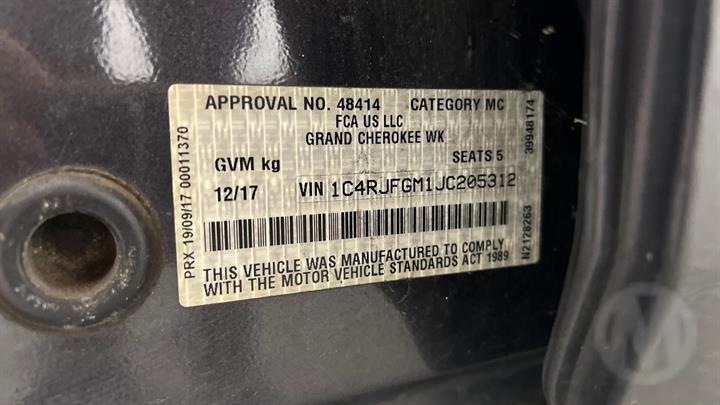 APPROVAL NO. 48414 CATEGORY MC
FCA US LLC
GRAND CHEROKEE WK
GVM kg SEATS 5
12/17 VIN 1C4RJFGM1JC205312
THIS VEHICLE WAS MANUFACTURED TO COMPLY
WITH THE MOTOR VEHICLE STANDARDS ACT 1989
PRX 19/09/17 00011370
39948174
N2128263
M
M